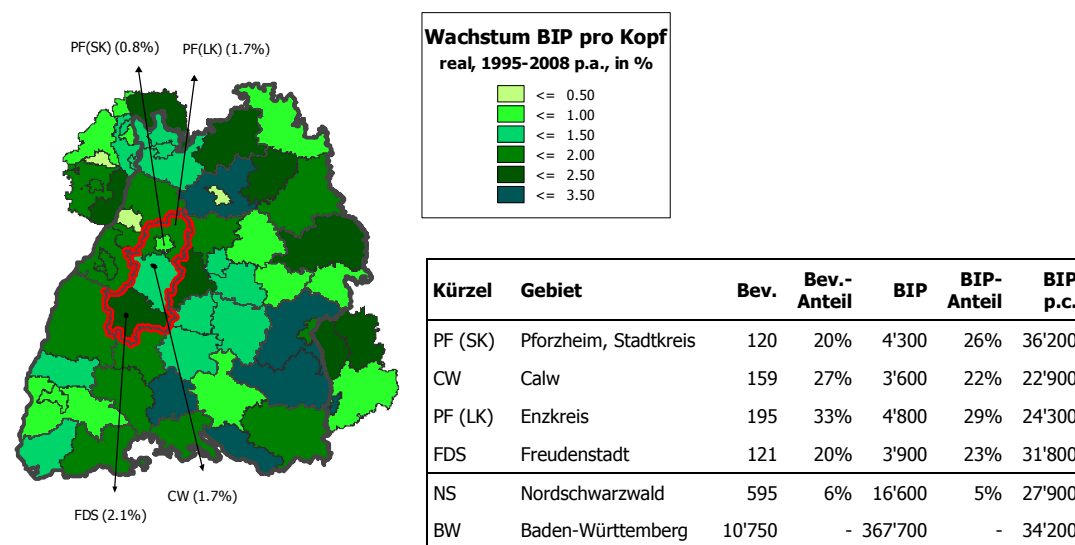 PF(SK) (0.8%) PF(LK) (1.7%)
CW (1.7%)
FDS (2.1%)
Wachstum BIP pro Kopf
real, 1995-2008 p.a., in %
<= 0.50
<= 1.00
<= 1.50
<= 2.00
<= 2.50
<= 3.50
Kürzel Gebiet Bev. Bev.-Anteil BIP BIP-Anteil BIP p.c.
PF (SK) Pforzheim, Stadtkreis 120 20% 4'300 26% 36'200
CW Calw 159 27% 3'600 22% 22'900
PF (LK) Enzkreis 195 33% 4'800 29% 24'300
FDS Freudenstadt 121 20% 3'900 23% 31'800
NS Nordschwarzwald 595 6% 16'600 5% 27'900
BW Baden-Württemberg 10'750 - 367'700 - 34'200